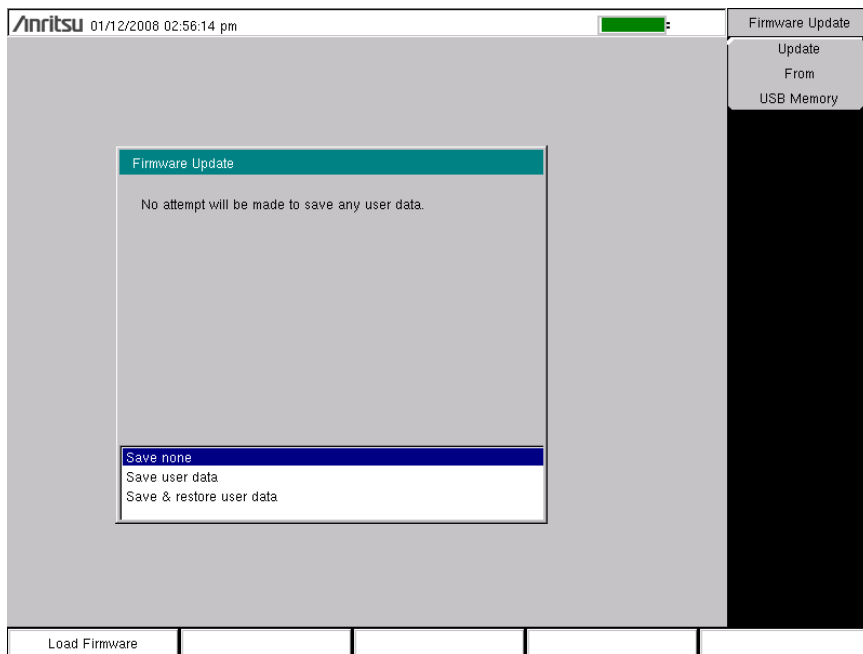 /Inritsu 01/12/2008 02:56:14 pm
Firmware Update
Update
From
USB Memory
Firmware Update
No attempt will be made to save any user data.
Save none
Save user data
Save & restore user data
Load Firmware